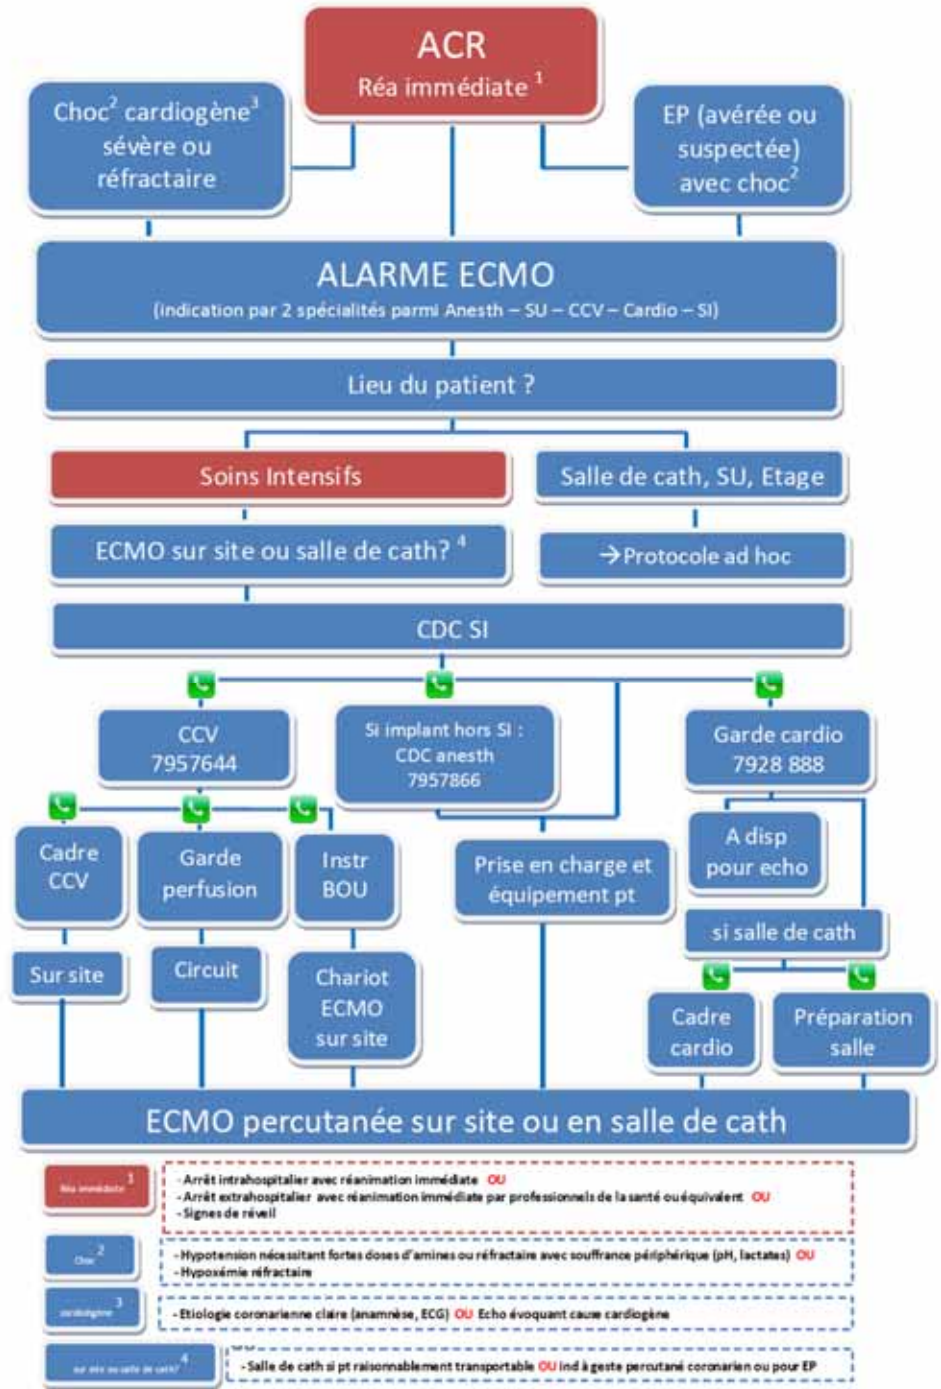 ACR
Réa immédiate 1
Choc2 cardiogène3
sévère ou
réfractaire
EP (avérée ou
suspectée)
avec choc2
ALARME ECMO
(indication par 2 spécialités parmi Anesth – SU – CCV – Cardio – SI)
Lieu du patient ?
Soins Intensifs
Salle de cath, SU, Etage
ECMO sur site ou salle de cath? 4
→Protocole ad hoc
CDC SI
CCV
7957644
Si implant hors SI :
CDC anesth
7957866
Garde cardio
7928 888
Cadre
CCV
Garde
perfusion
Instr
BOU
Prise en charge et
équipement pt
A disp
pour echo
si salle de cath
Sur site
Circuit
Chariot
ECMO
sur site
Cadre
cardio
Préparation
salle
ECMO percutanée sur site ou en salle de cath
Réa immédiate 1
- Arrêt intrahospitalier avec réanimation immédiate OU
- Arrêt extrahospitalier avec réanimation immédiate par professionnels de la santé ou équivalent OU
- Signes de réveil
Choc 2
- Hypotension nécessitant fortes doses d'amines ou réfractaire avec souffrance périphérique (pH, lactates) OU
- Hypoxémie réfractaire
cardiogène 3
- Etiologie coronarienne claire (anamnèse, ECG) OU Echo évoquant cause cardiogène
sur site ou salle de cath? 4
- Salle de cath si pt raisonnablement transportable OU ind à geste percutané coronarien ou pour EP